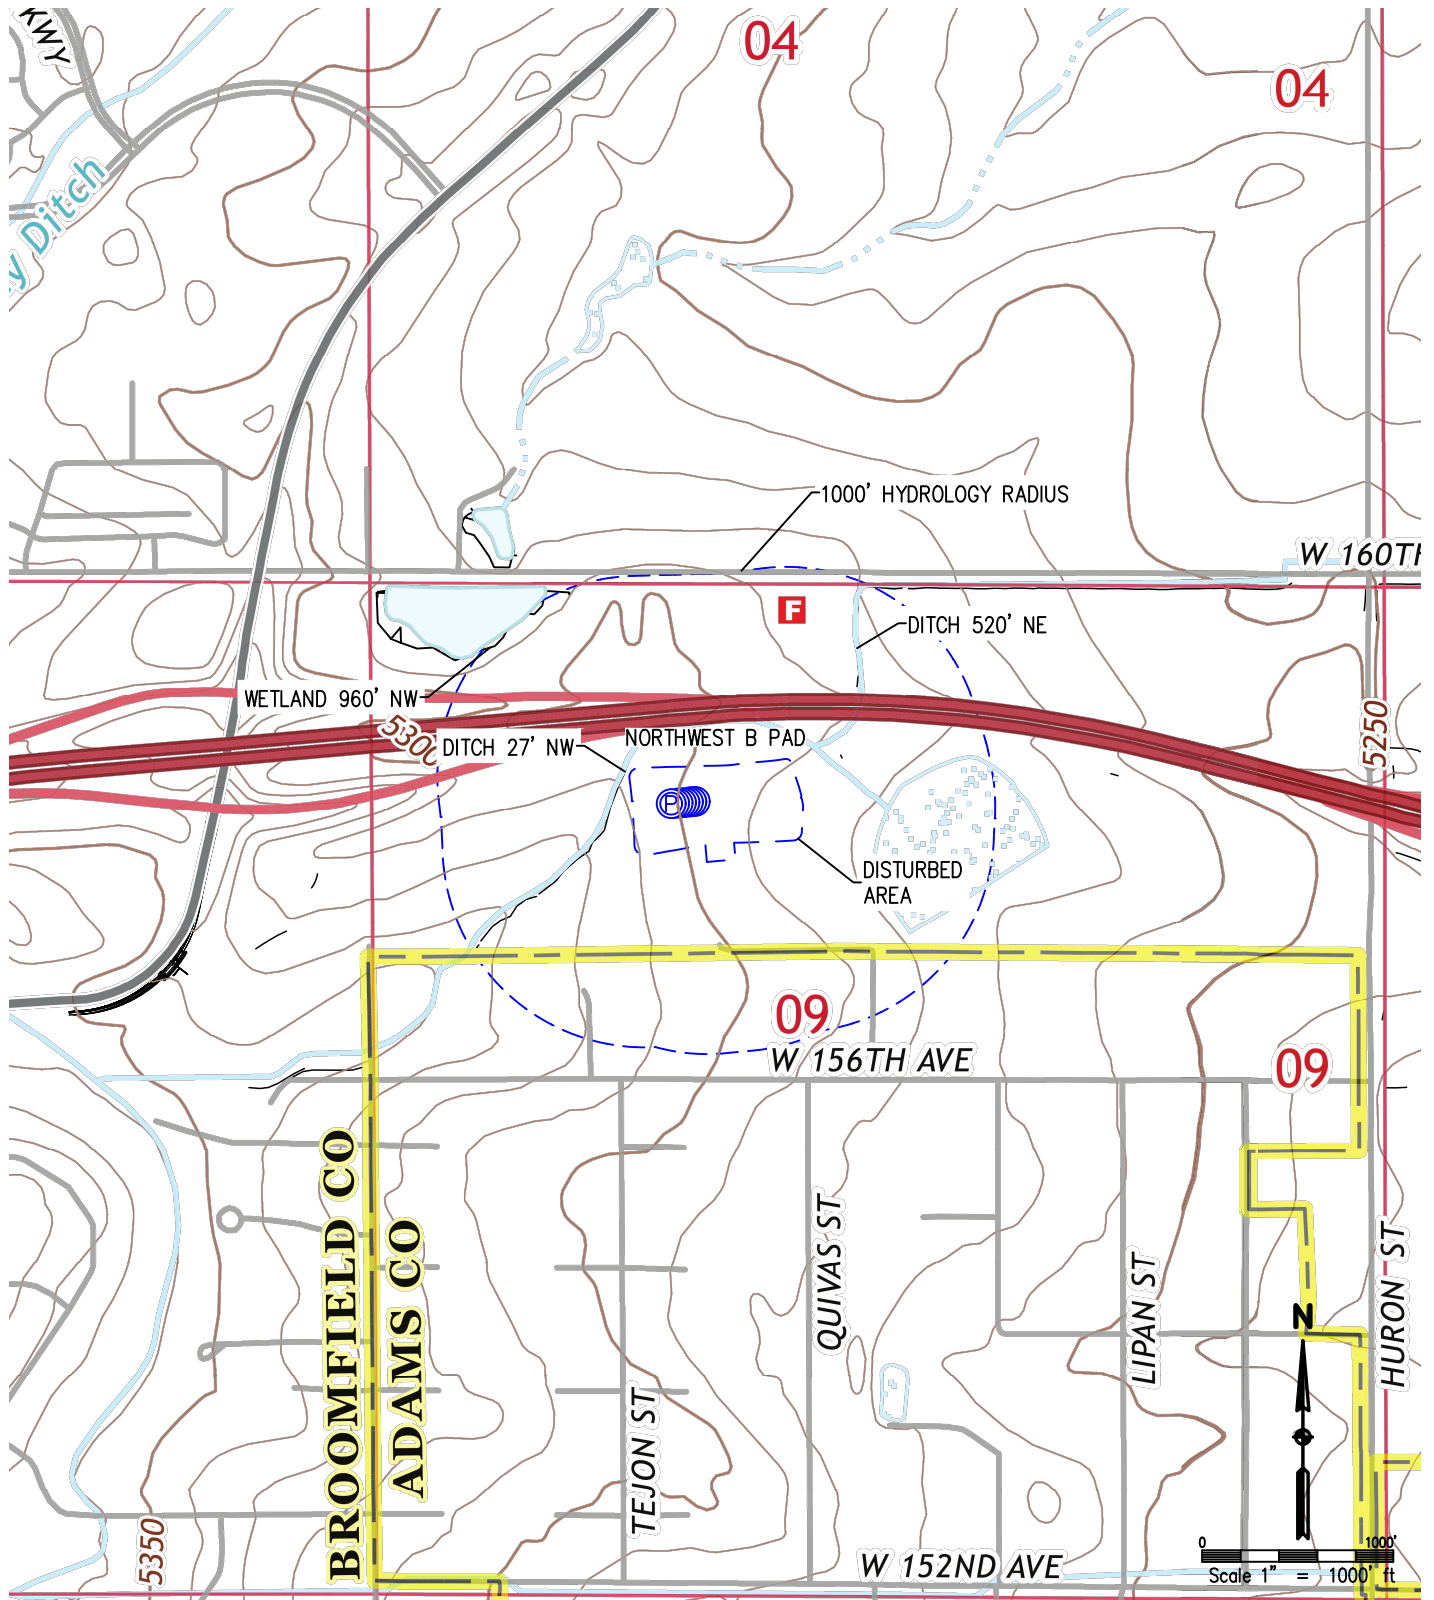 KWY
04
04
y Ditch
1000' HYDROLOGY RADIUS
W 160TH
F
DITCH 520' NE
WETLAND 960' NW
5300
DITCH 27' NW
NORTHWEST B PAD
5250
P
DISTURBED
AREA
09
W 156TH AVE
09
BROOMFIELD CO
ADAMS CO
QUIVAS ST
LIPAN ST
HURON ST
N
TEJON ST
5350
W 152ND AVE
0 1000'
Scale 1" = 1000' ft